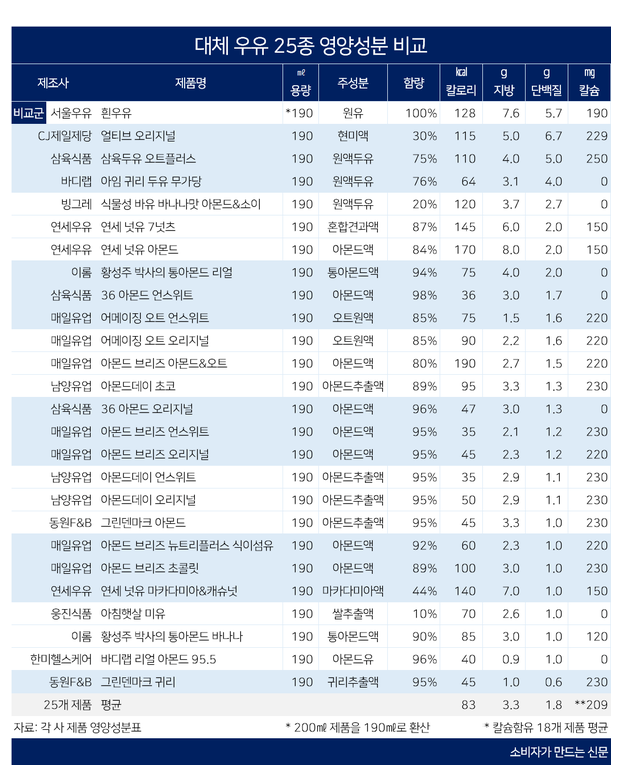 대체 우유 25종 영양성분 비교
제조사 제품명 ㎖ 용량 주성분 함량 ㎉ 칼로리 g 지방 g 단백질 ㎎ 칼슘
비교군 서울우유 흰우유 *190 원유 100% 128 7.6 5.7 190
CJ제일제당 얼티브 오리지널 190 현미액 30% 115 5.0 6.7 229
삼육식품 삼육두유 오트플러스 190 원액두유 75% 110 4.0 5.0 250
바디랩 아임 귀리 두유 무가당 190 원액두유 76% 64 3.1 4.0 0
빙그레 식물성 바유 바나나맛 아몬드&소이 190 원액두유 20% 120 3.7 2.7 0
연세우유 연세 넛유 7넛츠 190 혼합견과액 87% 145 6.0 2.0 150
연세우유 연세 넛유 아몬드 190 아몬드액 84% 170 8.0 2.0 150
이롬 황성주 박사의 통아몬드 리얼 190 통아몬드액 94% 75 4.0 2.0 0
삼육식품 36 아몬드 언스위트 190 아몬드액 98% 36 3.0 1.7 0
매일유업 어메이징 오트 언스위트 190 오트원액 85% 75 1.5 1.6 220
매일유업 어메이징 오트 오리지널 190 오트원액 85% 90 2.2 1.6 220
매일유업 아몬드 브리즈 아몬드&오트 190 아몬드액 80% 190 2.7 1.5 220
남양유업 아몬드데이 초코 190 아몬드추출액 89% 95 3.3 1.3 230
삼육식품 36 아몬드 오리지널 190 아몬드액 96% 47 3.0 1.3 0
매일유업 아몬드 브리즈 언스위트 190 아몬드액 95% 35 2.1 1.2 230
매일유업 아몬드 브리즈 오리지널 190 아몬드액 95% 45 2.3 1.2 220
남양유업 아몬드데이 언스위트 190 아몬드추출액 95% 35 2.9 1.1 230
남양유업 아몬드데이 오리지널 190 아몬드추출액 95% 50 2.9 1.1 230
동원F&B 그린덴마크 아몬드 190 아몬드추출액 95% 45 3.3 1.0 230
매일유업 아몬드 브리즈 뉴트리플러스 식이섬유 190 아몬드액 92% 60 2.3 1.0 220
매일유업 아몬드 브리즈 초콜릿 190 아몬드액 89% 100 3.0 1.0 230
연세우유 연세 넛유 마카다미아&캐슈넛 190 마카다미아액 44% 140 7.0 1.0 150
웅진식품 아침햇살 미유 190 쌀추출액 10% 70 2.6 1.0 0
이롬 황성주 박사의 통아몬드 바나나 190 통아몬드액 90% 85 3.0 1.0 120
한미헬스케어 바디랩 리얼 아몬드 95.5 190 아몬드유 96% 40 0.9 1.0 0
동원F&B 그린덴마크 귀리 190 귀리추출액 95% 45 1.0 0.6 230
25개 제품 평균 83 3.3 1.8 **209
자료: 각 사 제품 영양성분표 * 200㎖ 제품을 190㎖로 환산 * 칼슘함유 18개 제품 평균
소비자가 만드는 신문